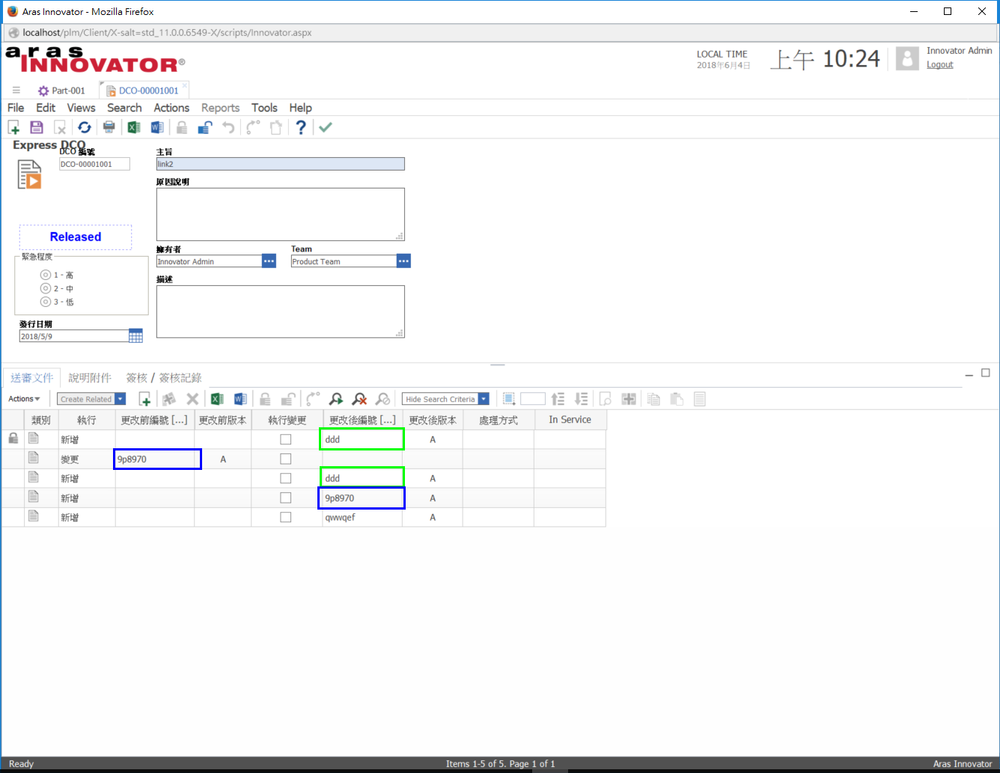 Aras Innovator - Mozilla Firefox
localhost/plm/Client/X-salt=std_11.0.0.6549-X/scripts/Innovator.aspx
aras
INNOVATOR®
LOCAL TIME
2018年6月4日
上午 10:24
Innovator Admin
Logout
Part-001
DCO-00001001
File Edit Views Search Actions Reports Tools Help
Express DCO
DCO 編號
DCO-00001001
主旨
link2
原因說明
Released
擁有者
Innovator Admin
Team
Product Team
緊急程度
1 - 高
2 - 中
3 - 低
描述
發行日期
2018/5/9
送審文件 說明附件 簽核 / 簽核記錄
Actions Create Related Hide Search Criteria
類別 執行 更改前編號 [...] 更改前版本 執行變更 更改後編號 [...] 更改後版本 處理方式 In Service
新增 ddd A
變更 9p8970 A
新增 ddd A
新增 9p8970 A
新增 qwwqef A
Ready
Items 1-5 of 5. Page 1 of 1
Aras Innovator